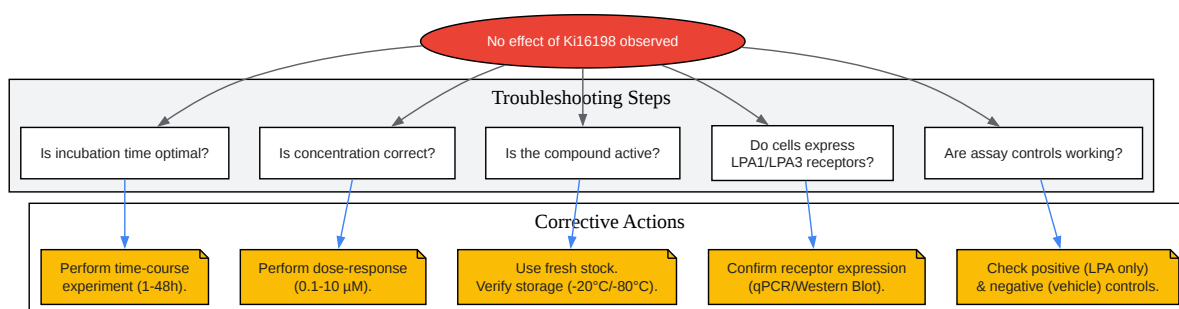 No effect of Ki16198 observed
Troubleshooting Steps
Is incubation time optimal?
Is concentration correct?
Is the compound active?
Do cells express
LPA1/LPA3 receptors?
Are assay controls working?
Corrective Actions
Perform time-course
experiment (1-48h).
Perform dose-response
(0.1-10 µM).
Use fresh stock.
Verify storage (-20°C/-80°C).
Confirm receptor expression
(qPCR/Western Blot).
Check positive (LPA only)
& negative (vehicle) controls.